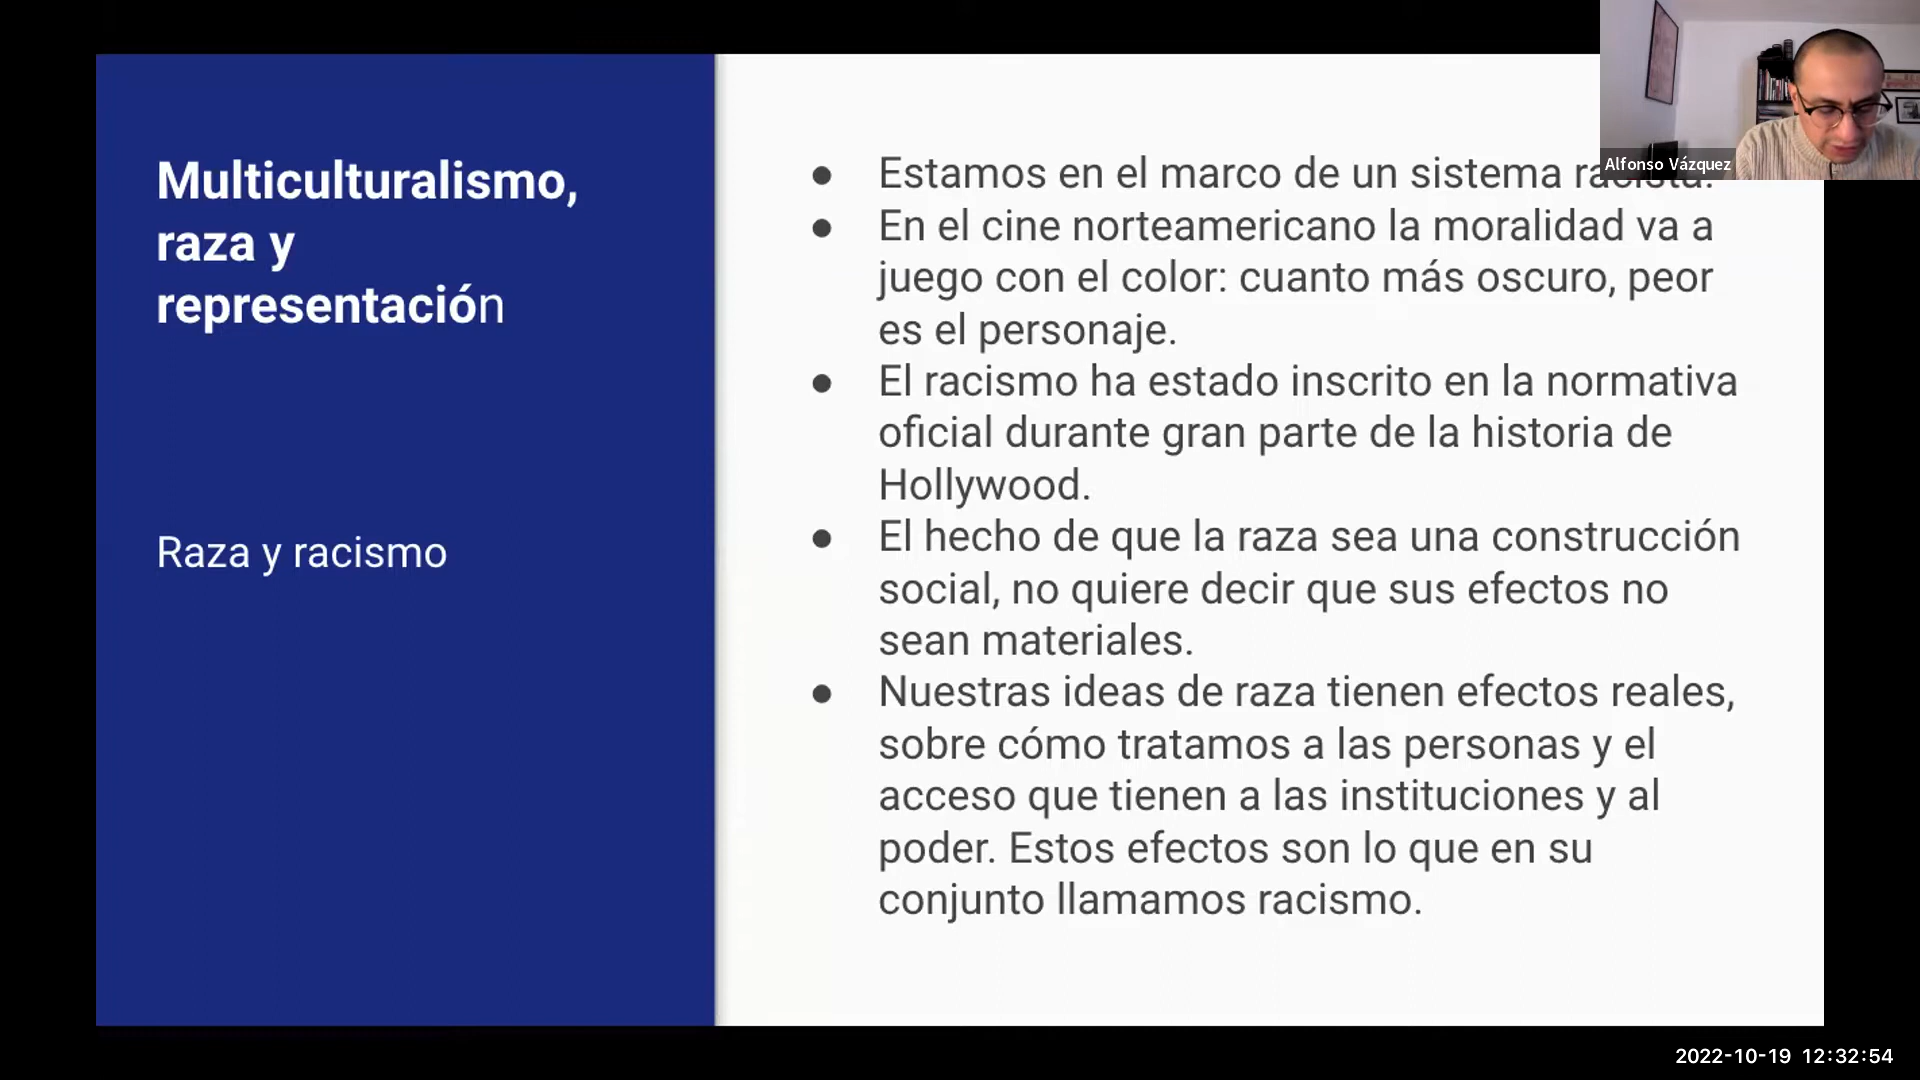 Multiculturalismo,
raza y
representación
Raza y racismo
● Estamos en el marco de un sistema racista.
● En el cine norteamericano la moralidad va a
juego con el color: cuanto más oscuro, peor
es el personaje.
● El racismo ha estado inscrito en la normativa
oficial durante gran parte de la historia de
Hollywood.
● El hecho de que la raza sea una construcción
social, no quiere decir que sus efectos no
sean materiales.
● Nuestras ideas de raza tienen efectos reales,
sobre cómo tratamos a las personas y el
acceso que tienen a las instituciones y al
poder. Estos efectos son lo que en su
conjunto llamamos racismo.
Alfonso Vázquez
2022-10-19 12:32:54